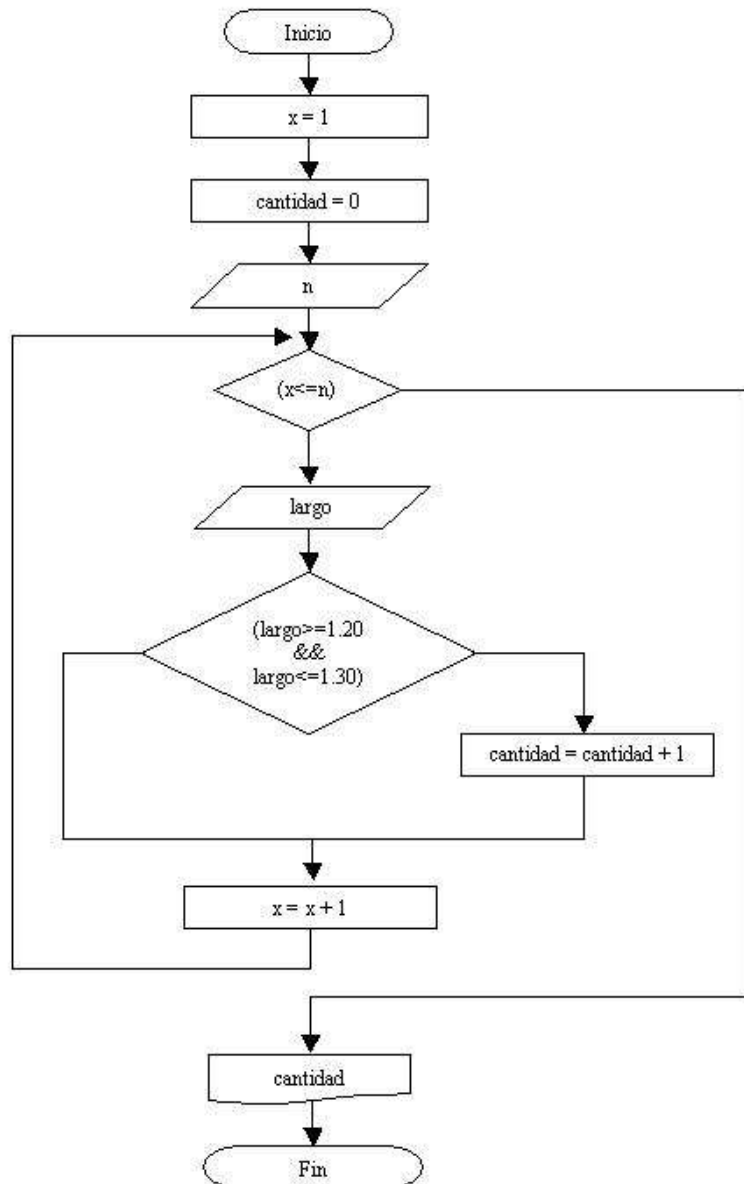 Inicio
x = 1
cantidad = 0
n
(x<=n)
largo
(largo>=1.20
&&
largo<=1.30)
cantidad = cantidad + 1
x = x + 1
cantidad
Fin